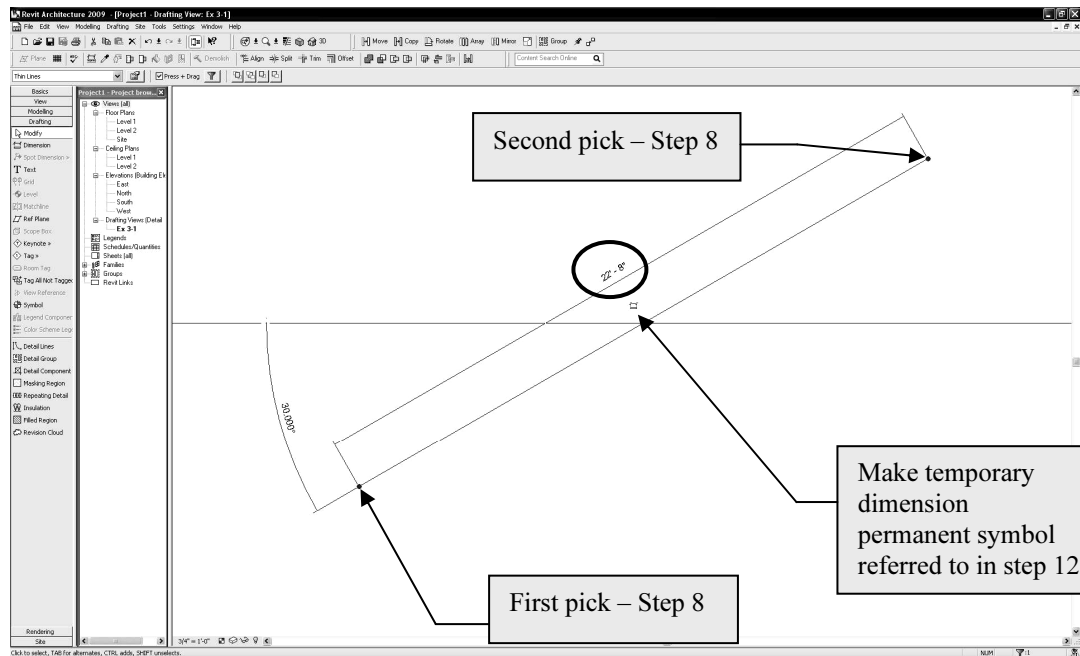 Revit Architecture 2009 - [Project1 - Drafting View: Ex 3-1]
File Edit View Modelling Drafting Site Tools Settings Window Help
3D Move Copy Rotate Array Mirror Group
Plane Demolish Align Split Trim Offset Content Search Online
Thin Lines Press + Drag
Basics
View
Modelling
Drafting
Modify
Dimension
Spot Dimension »
Text
Grid
Level
Matchline
Ref Plane
Scope Box
Keynote »
Tag »
Room Tag
Tag All Not Tagged
View Reference
Symbol
Legend Componen
Color Scheme Leg
Detail Lines
Detail Group
Detail Component
Masking Region
Repeating Detail
Insulation
Filled Region
Revision Cloud
Rendering
Site
Project1 - Project brow...
Views (all)
Floor Plans
Level 1
Level 2
Site
Ceiling Plans
Level 1
Level 2
Elevations (Building El
East
North
South
West
Drafting Views (Detail
Ex 3-1
Legends
Schedules/Quantities
Sheets (all)
Families
Groups
Revit Links
Second pick – Step 8
22' - 8"
30.000°
Make temporary
dimension
permanent symbol
referred to in step 12
First pick – Step 8
3/4" = 1'-0"
Click to select, TAB for alternates, CTRL adds, SHIFT unselects.
NUM :1